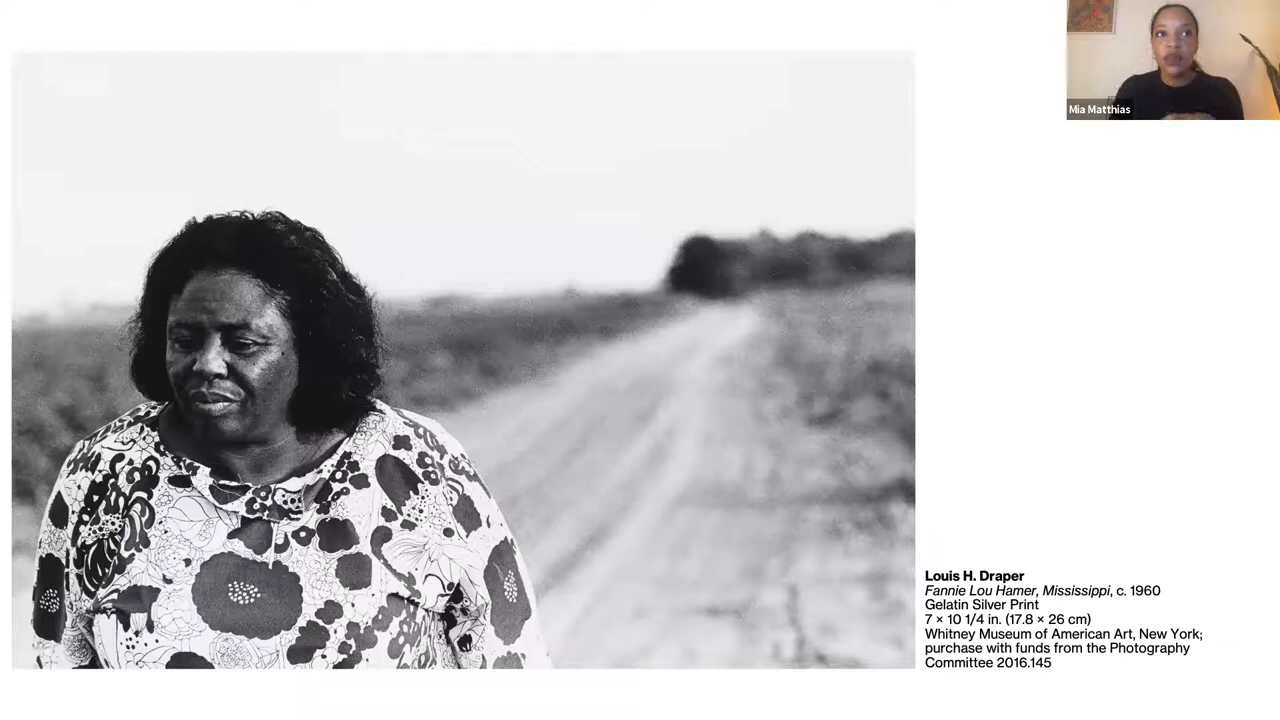 Mia Matthias
Louis H. Draper
Fannie Lou Hamer, Mississippi, c. 1960
Gelatin Silver Print
7 × 10 1/4 in. (17.8 × 26 cm)
Whitney Museum of American Art, New York;
purchase with funds from the Photography
Committee 2016.145